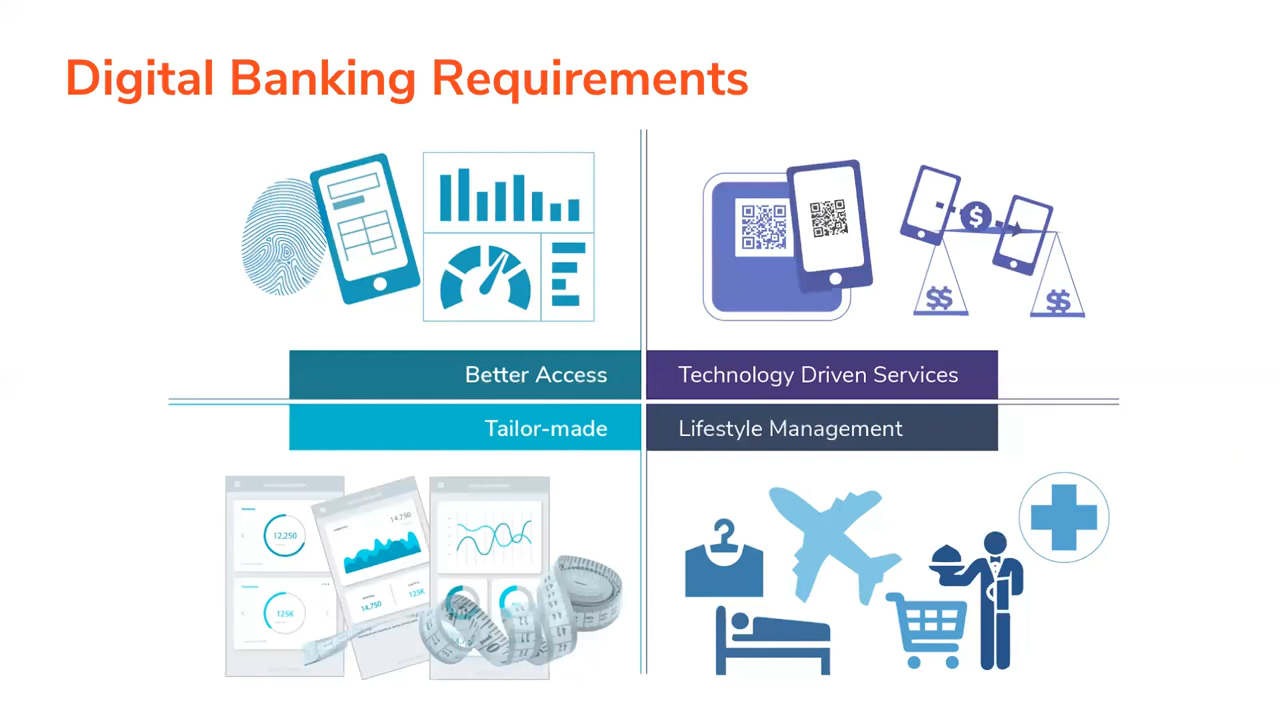 Digital Banking Requirements
$
$$
$$
Better Access
Technology Driven Services
Tailor-made
Lifestyle Management
12,250
125K
14,750
14,750
125K
10